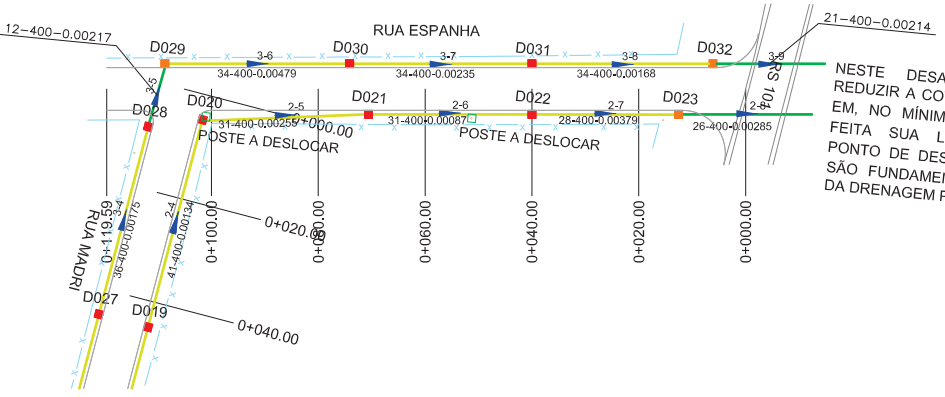 RUA ESPANHA
12-400-0.00217
21-400-0.00214
D029
3-6
34-400-0.00479
D030
3-7
34-400-0.00235
D031
3-8
34-400-0.00168
D032
3-9
RS 10
3-5
D028
D020
2-5
31-400-0.00255
0+000.00
POSTE A DESLOCAR
D021
2-6
31-400-0.00087
D022
POSTE A DESLOCAR
2-7
28-400-0.00379
D023
2-8
26-400-0.00285
NESTE DESA
REDUZIR A CO
EM, NO MÍNIM
FEITA SUA L
PONTO DE DES
SÃO FUNDAMEN
DA DRENAGEM P
RUA MADRI
3-4
36-400-0.00175
2-4
41-400-0.00134
0+119.59
0+100.00
0+020.00
0+060.00
0+040.00
0+020.00
0+000.00
D027
D019
0+040.00